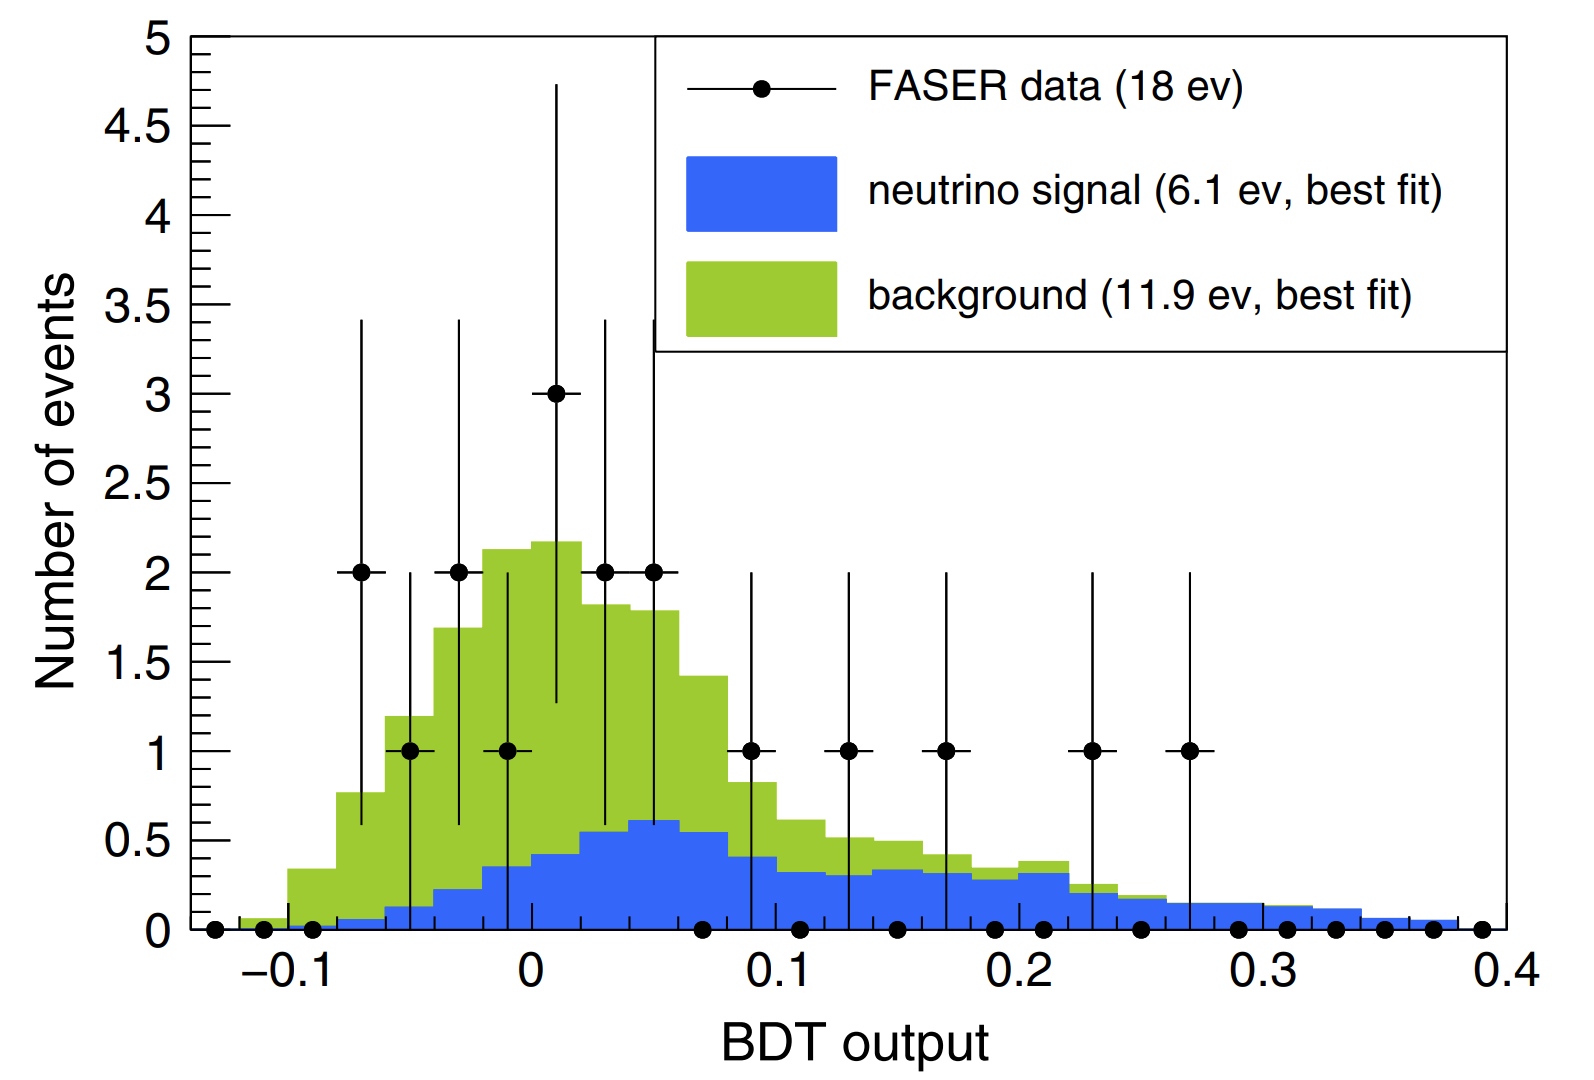 5
4.5
4
3.5
3
2.5
2
1.5
1
0.5
0
Number of events
FASER data (18 ev)
neutrino signal (6.1 ev, best fit)
background (11.9 ev, best fit)
−0.1 0 0.1 0.2 0.3 0.4
BDT output